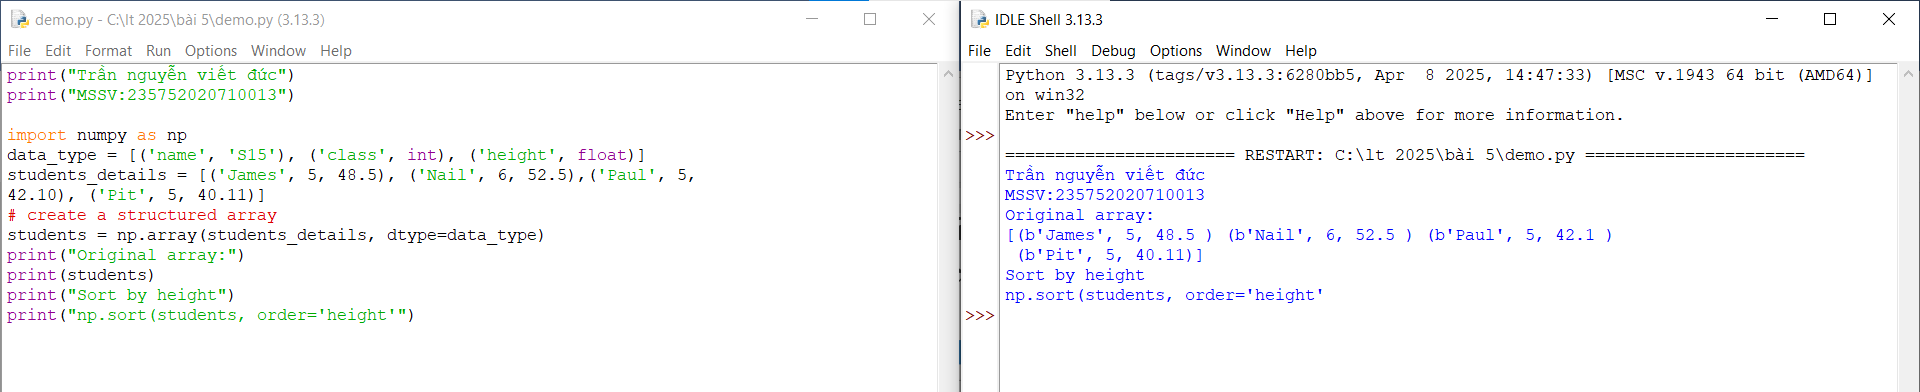 demo.py - C:\lt 2025\bài 5\demo.py (3.13.3)
File Edit Format Run Options Window Help
print("Trần nguyễn viết đức")
print("MSSV:235752020710013")
import numpy as np
data_type = [('name', 'S15'), ('class', int), ('height', float)]
students_details = [('James', 5, 48.5), ('Nail', 6, 52.5),('Paul', 5,
42.10), ('Pit', 5, 40.11)]
# create a structured array
students = np.array(students_details, dtype=data_type)
print("Original array:")
print(students)
print("Sort by height")
print("np.sort(students, order='height'")
IDLE Shell 3.13.3
File Edit Shell Debug Options Window Help
Python 3.13.3 (tags/v3.13.3:6280bb5, Apr  8 2025, 14:47:33) [MSC v.1943 64 bit (AMD64)]
on win32
Enter "help" below or click "Help" above for more information.
>>>
======================= RESTART: C:\lt 2025\bài 5\demo.py ======================
Trần nguyễn viết đức
MSSV:235752020710013
Original array:
[(b'James', 5, 48.5 ) (b'Nail', 6, 52.5 ) (b'Paul', 5, 42.1 )
 (b'Pit', 5, 40.11)]
Sort by height
np.sort(students, order='height'
>>>